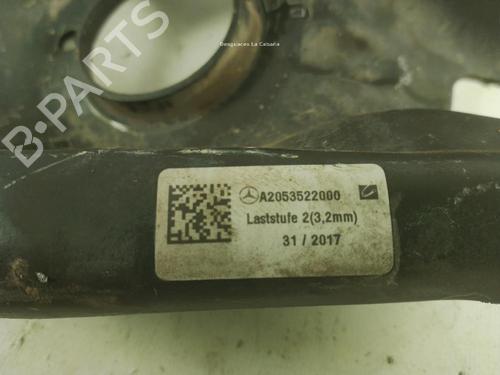 Desguaces La Cabaña
B-PARTS
A2053522000
Laststufe 2(3,2mm)
31 / 2017